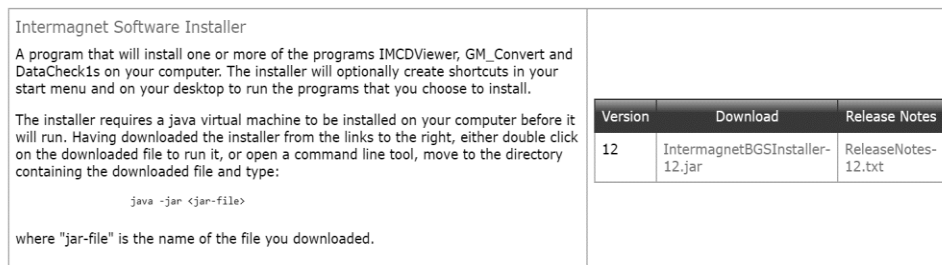 Intermagnet Software Installer
A program that will install one or more of the programs IMCDViewer, GM_Convert and
DataCheck1s on your computer. The installer will optionally create shortcuts in your
start menu and on your desktop to run the programs that you choose to install.
The installer requires a java virtual machine to be installed on your computer before it
will run. Having downloaded the installer from the links to the right, either double click
on the downloaded file to run it, or open a command line tool, move to the directory
containing the downloaded file and type:
java -jar <jar-file>
where "jar-file" is the name of the file you downloaded.
Version Download Release Notes
12 IntermagnetBGSInstaller- ReleaseNotes-
12.jar 12.txt